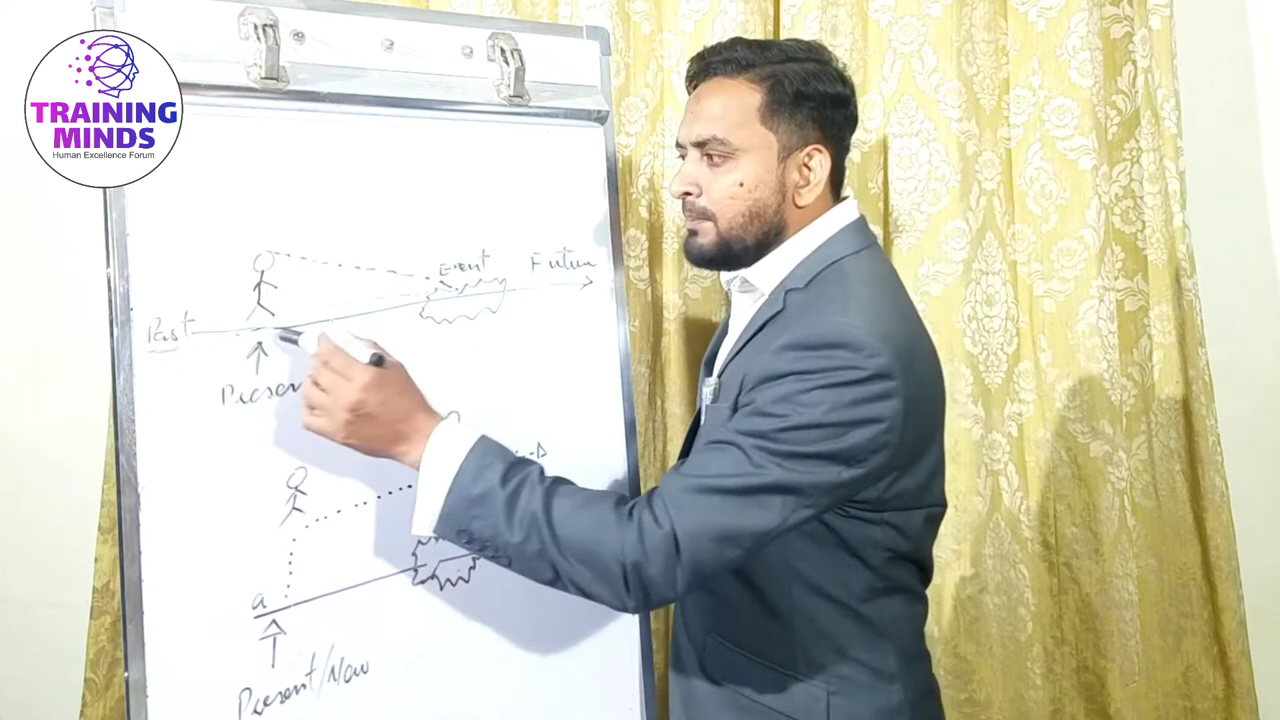 TRAINING
MINDS
Human Excellence Forum
Event Future
Past
Presen
a
Present/Now